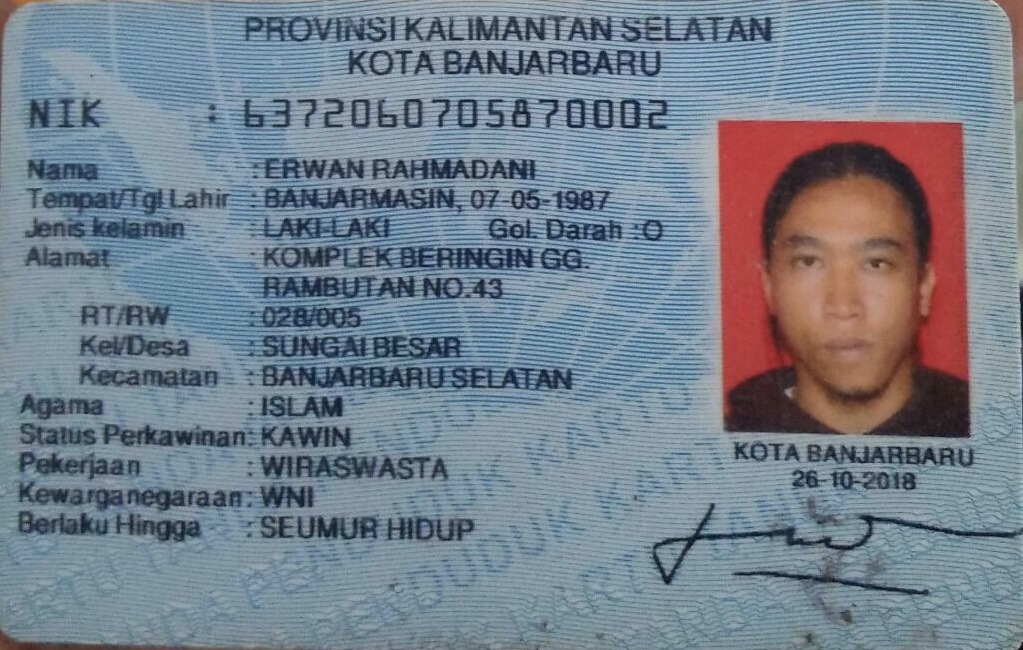 PROVINSI KALIMANTAN SELATAN
KOTA BANJARBARU
NIK : 6372060705870002
Nama : ERWAN RAHMADANI
Tempat/Tgl Lahir : BANJARMASIN, 07-05-1987
Jenis kelamin : LAKI-LAKI Gol. Darah : O
Alamat : KOMPLEK BERINGIN GG.
RAMBUTAN NO.43
RT/RW : 028/005
Kel/Desa : SUNGAI BESAR
Kecamatan : BANJARBARU SELATAN
Agama : ISLAM
Status Perkawinan: KAWIN
Pekerjaan : WIRASWASTA
Kewarganegaraan: WNI
Berlaku Hingga : SEUMUR HIDUP
KOTA BANJARBARU
26-10-2018